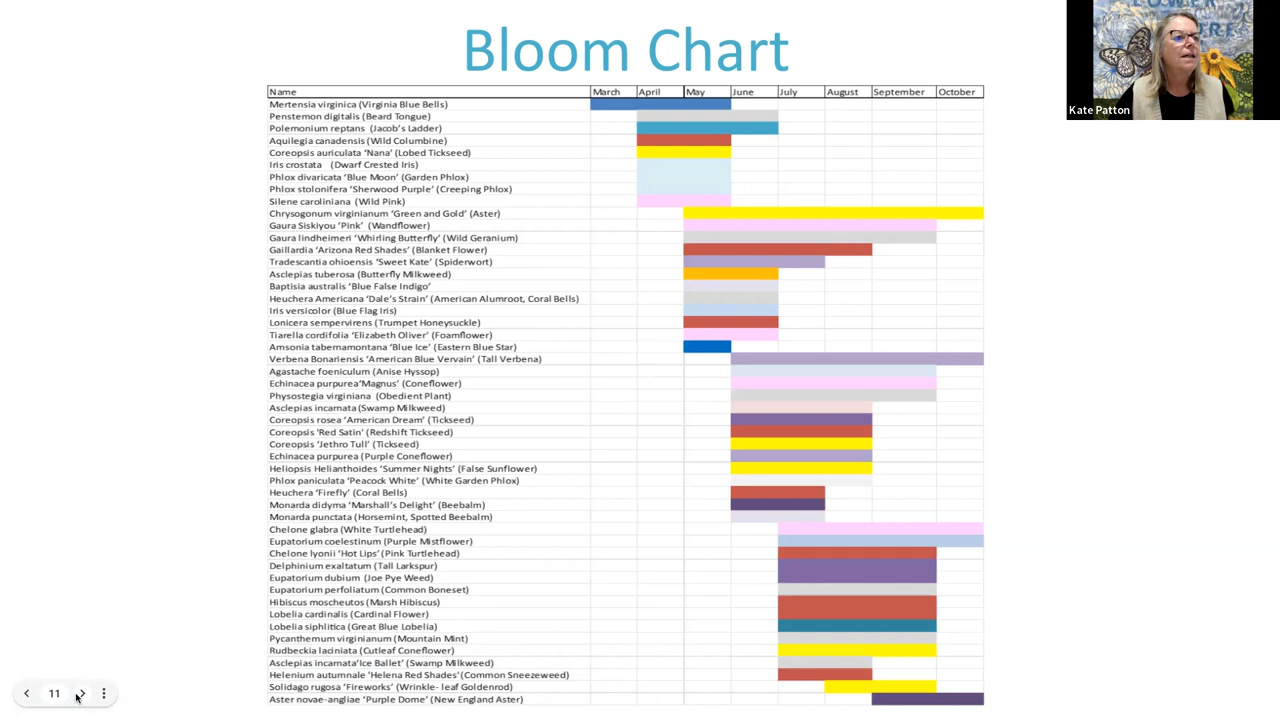 Bloom Chart
Kate Patton
Name March April May June July August September October
Mertensia virginica (Virginia Blue Bells)
Penstemon digitalis (Beard Tongue)
Polemonium reptans (Jacob's Ladder)
Aquilegia canadensis (Wild Columbine)
Coreopsis auriculata 'Nana' (Lobed Tickseed)
Iris crostata (Dwarf Crested Iris)
Phlox divaricata 'Blue Moon' (Garden Phlox)
Phlox stolonifera 'Sherwood Purple' (Creeping Phlox)
Silene caroliniana (Wild Pink)
Chrysogonum virginianum 'Green and Gold' (Aster)
Gaura Siskiyou 'Pink' (Wandflower)
Gaura lindheimeri 'Whirling Butterfly' (Wild Geranium)
Gaillardia 'Arizona Red Shades' (Blanket Flower)
Tradescantia ohioensis 'Sweet Kate' (Spiderwort)
Asclepias tuberosa (Butterfly Milkweed)
Baptisia australis 'Blue False Indigo'
Heuchera Americana 'Dale's Strain' (American Alumroot, Coral Bells)
Iris versicolor (Blue Flag Iris)
Lonicera sempervirens (Trumpet Honeysuckle)
Tiarella cordifolia 'Elizabeth Oliver' (Foamflower)
Amsonia tabernamontana 'Blue Ice' (Eastern Blue Star)
Verbena Bonariensis 'American Blue Vervain' (Tall Verbena)
Agastache foeniculum (Anise Hyssop)
Echinacea purpurea'Magnus' (Coneflower)
Physostegia virginiana (Obedient Plant)
Asclepias incarnata (Swamp Milkweed)
Coreopsis rosea 'American Dream' (Tickseed)
Coreopsis 'Red Satin' (Redshift Tickseed)
Coreopsis 'Jethro Tull' (Tickseed)
Echinacea purpurea (Purple Coneflower)
Heliopsis Helianthoides 'Summer Nights' (False Sunflower)
Phlox paniculata 'Peacock White' (White Garden Phlox)
Heuchera 'Firefly' (Coral Bells)
Monarda didyma 'Marshall's Delight' (Beebalm)
Monarda punctata (Horsemint, Spotted Beebalm)
Chelone glabra (White Turtlehead)
Eupatorium coelestinum (Purple Mistflower)
Chelone lyonii 'Hot Lips' (Pink Turtlehead)
Delphinium exaltatum (Tall Larkspur)
Eupatorium dubium (Joe Pye Weed)
Eupatorium perfoliatum (Common Boneset)
Hibiscus moscheutos (Marsh Hibiscus)
Lobelia cardinalis (Cardinal Flower)
Lobelia siphlitica (Great Blue Lobelia)
Pycanthemum virginianum (Mountain Mint)
Rudbeckia laciniata (Cutleaf Coneflower)
Asclepias incarnata'Ice Ballet' (Swamp Milkweed)
Helenium autumnale 'Helena Red Shades' (Common Sneezeweed)
Solidago rugosa 'Fireworks' (Wrinkle- leaf Goldenrod)
Aster novae-angliae 'Purple Dome' (New England Aster)
11